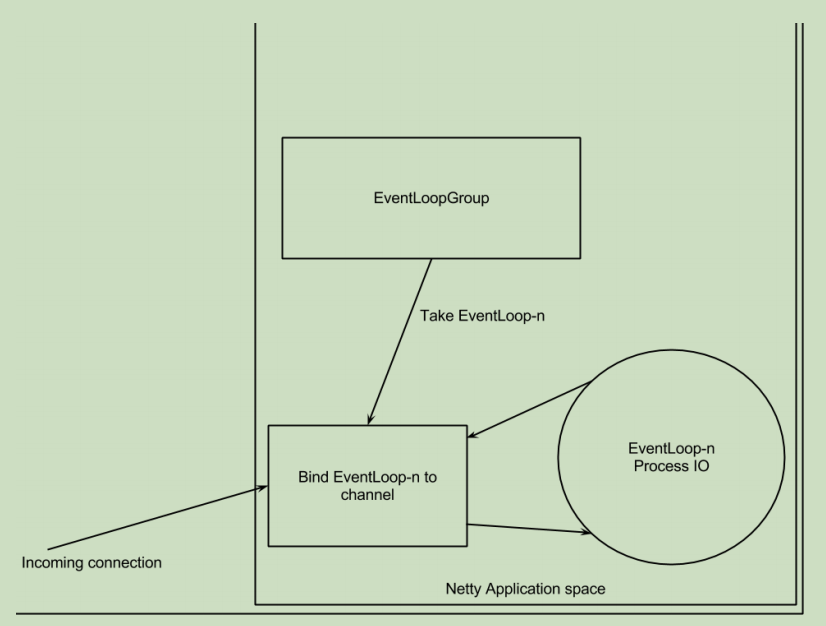 EventLoopGroup
Take EventLoop-n
EventLoop-n
Process IO
Bind EventLoop-n to
channel
Incoming connection
Netty Application space